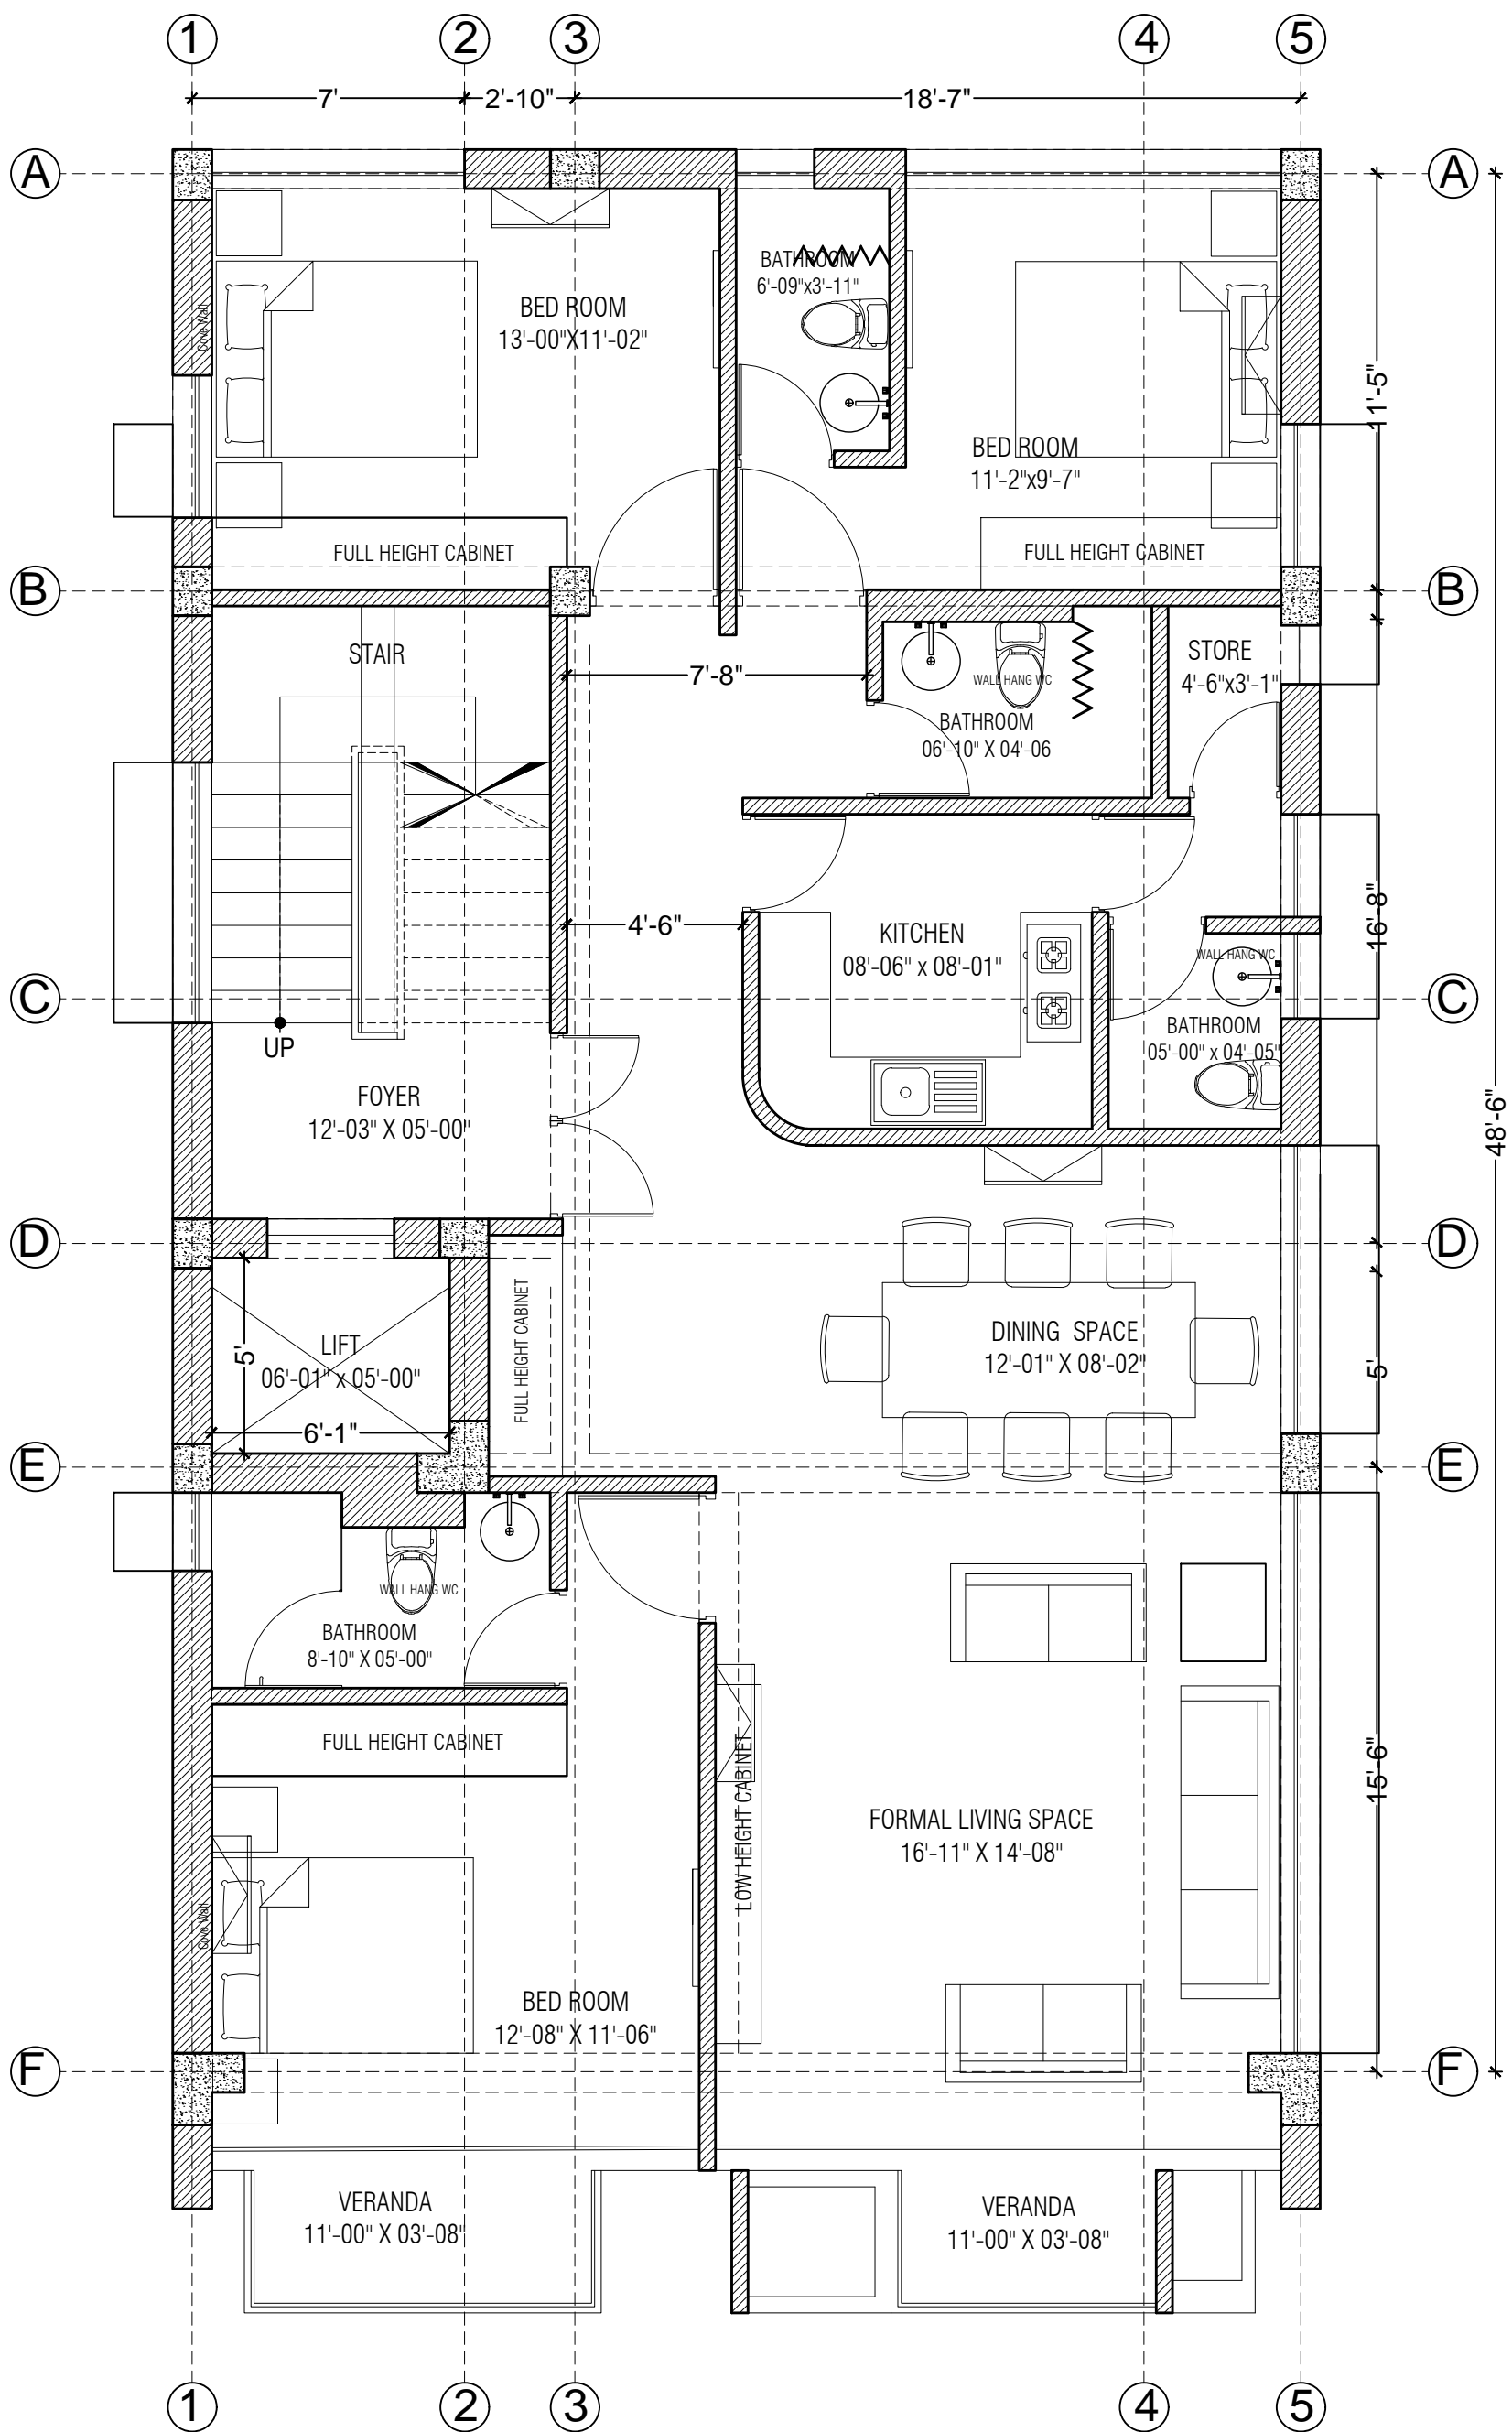 1
2
3
4
5
7'
2'-10"
18'-7"
A
A
BATHROOM
6'-09"x3'-11"
BED ROOM
13'-00"X11'-02"
Cove Wall
11'-5"
BED ROOM
11'-2"x9'-7"
FULL HEIGHT CABINET
FULL HEIGHT CABINET
B
B
STAIR
STORE
4'-6"x3'-1"
7'-8"
WALL HANG WC
BATHROOM
06'-10" X 04'-06
4'-6"
16'-8"
KITCHEN
08'-06" x 08'-01"
WALL HANG WC
C
C
BATHROOM
05'-00" x 04'-05"
UP
FOYER
12'-03" X 05'-00"
48'-6"
D
D
LIFT
06'-01" x 05'-00"
5'
6'-1"
FULL HEIGHT CABINET
DINING SPACE
12'-01" X 08'-02"
5'
E
E
WALL HANG WC
BATHROOM
8'-10" X 05'-00"
FULL HEIGHT CABINET
LOW HEIGHT CABINET
15'-6"
FORMAL LIVING SPACE
16'-11" X 14'-08"
Cove Wall
BED ROOM
12'-08" X 11'-06"
F
F
VERANDA
11'-00" X 03'-08"
VERANDA
11'-00" X 03'-08"
1
2
3
4
5